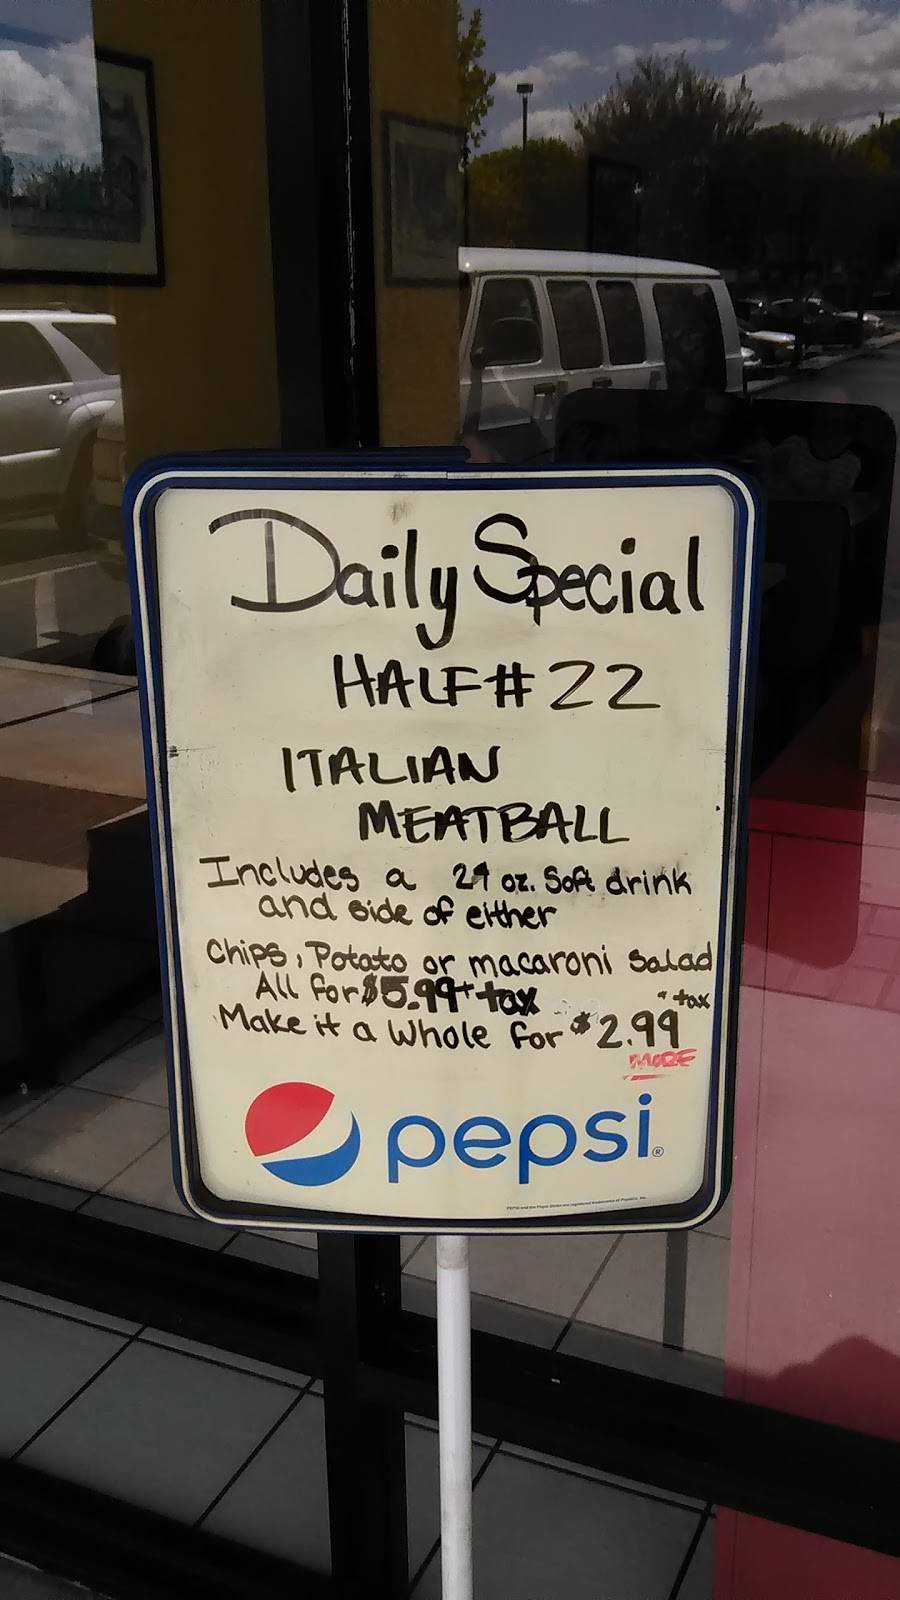 Daily Special
HALF #22
ITALIAN
MEATBALL
Includes a 24 oz. Soft drink
and side of either
Chips, Potato or macaroni Salad
All for $5.99 + tax
Make it a Whole for $2.99 + tax
MORE
pepsi®